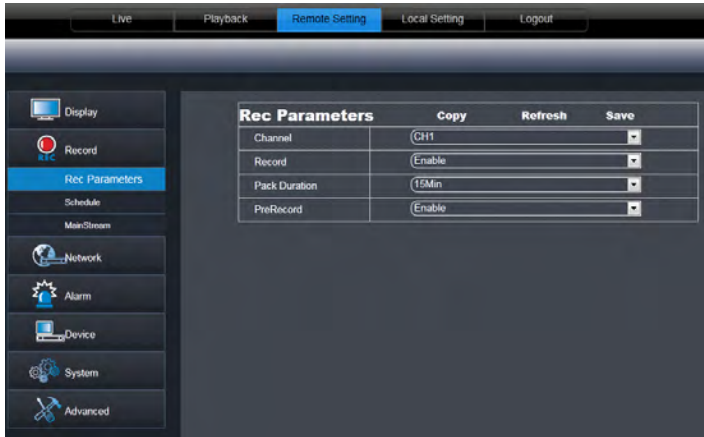 Live Playback Remote Setting Local Setting Logout
Display
Record
REC
Rec Parameters
Schedule
MainStream
Network
Alarm
Device
System
Advanced
Rec Parameters Copy Refresh Save
Channel CH1
Record Enable
Pack Duration 15Min
PreRecord Enable